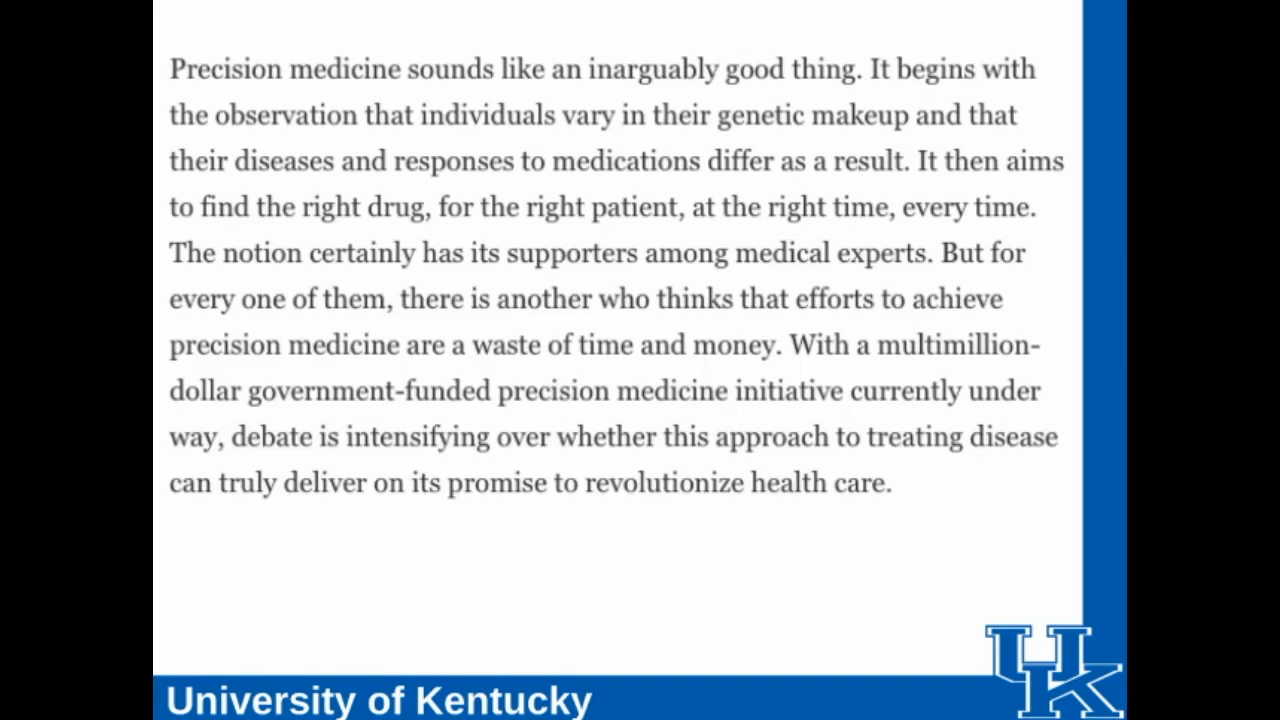 Precision medicine sounds like an inarguably good thing. It begins with
the observation that individuals vary in their genetic makeup and that
their diseases and responses to medications differ as a result. It then aims
to find the right drug, for the right patient, at the right time, every time.
The notion certainly has its supporters among medical experts. But for
every one of them, there is another who thinks that efforts to achieve
precision medicine are a waste of time and money. With a multimillion-
dollar government-funded precision medicine initiative currently under
way, debate is intensifying over whether this approach to treating disease
can truly deliver on its promise to revolutionize health care.
UK
University of Kentucky